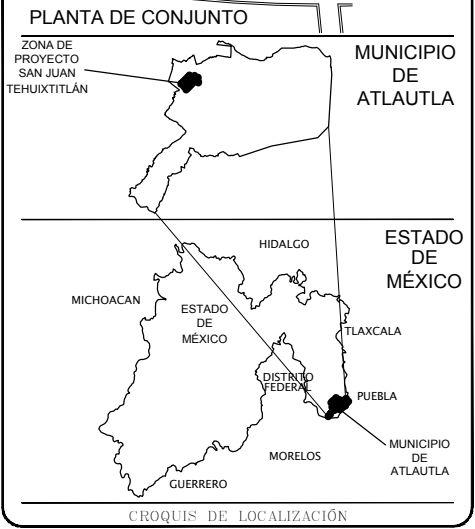 PLANTA DE CONJUNTO
ZONA DE
PROYECTO
SAN JUAN
TEHUIXTITLÁN
MUNICIPIO
DE
ATLAUTLA
ESTADO
DE
MÉXICO
HIDALGO
MICHOACAN
ESTADO
DE
MÉXICO
TLAXCALA
DISTRITO
FEDERAL
PUEBLA
MUNICIPIO
DE
ATLAUTLA
MORELOS
GUERRERO
CROQUIS DE LOCALIZACIÓN